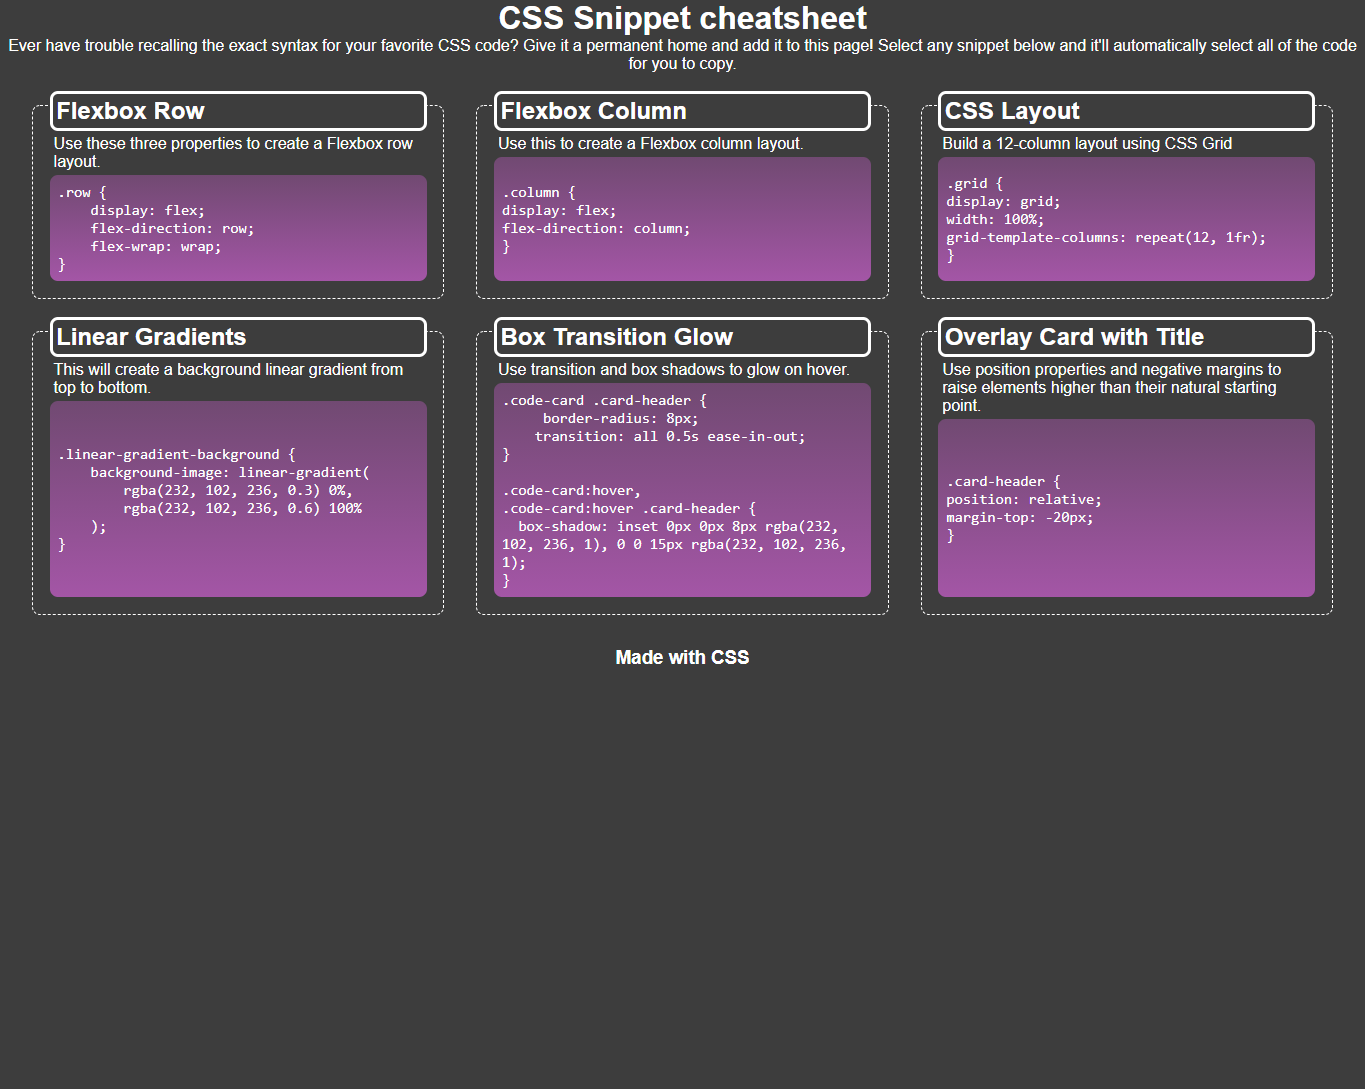 CSS Snippet cheatsheet
Ever have trouble recalling the exact syntax for your favorite CSS code? Give it a permanent home and add it to this page! Select any snippet below and it'll automatically select all of the code
for you to copy.
Flexbox Row
Use these three properties to create a Flexbox row
layout.
.row {
    display: flex;
    flex-direction: row;
    flex-wrap: wrap;
}
Flexbox Column
Use this to create a Flexbox column layout.
.column {
display: flex;
flex-direction: column;
}
CSS Layout
Build a 12-column layout using CSS Grid
.grid {
display: grid;
width: 100%;
grid-template-columns: repeat(12, 1fr);
}
Linear Gradients
This will create a background linear gradient from
top to bottom.
.linear-gradient-background {
    background-image: linear-gradient(
        rgba(232, 102, 236, 0.3) 0%,
        rgba(232, 102, 236, 0.6) 100%
    );
}
Box Transition Glow
Use transition and box shadows to glow on hover.
.code-card .card-header {
     border-radius: 8px;
    transition: all 0.5s ease-in-out;
}
.code-card:hover,
.code-card:hover .card-header {
  box-shadow: inset 0px 0px 8px rgba(232,
102, 236, 1), 0 0 15px rgba(232, 102, 236,
1);
}
Overlay Card with Title
Use position properties and negative margins to
raise elements higher than their natural starting
point.
.card-header {
position: relative;
margin-top: -20px;
}
Made with CSS